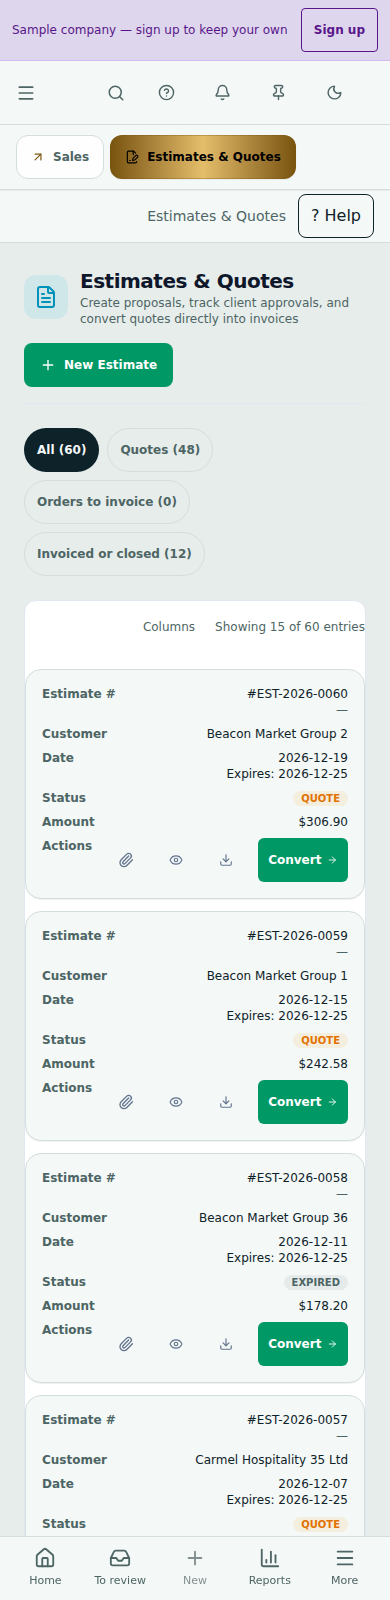 Sample company — sign up to keep your own
Sign up
Sales
Estimates & Quotes
Estimates & Quotes
? Help
Estimates & Quotes
Create proposals, track client approvals, and
convert quotes directly into invoices
New Estimate
All (60)
Quotes (48)
Orders to invoice (0)
Invoiced or closed (12)
Columns
Showing 15 of 60 entries
Estimate # #EST-2026-0060
—
Customer Beacon Market Group 2
Date 2026-12-19
Expires: 2026-12-25
Status QUOTE
Amount $306.90
Actions
Convert →
Estimate # #EST-2026-0059
—
Customer Beacon Market Group 1
Date 2026-12-15
Expires: 2026-12-25
Status QUOTE
Amount $242.58
Actions
Convert →
Estimate # #EST-2026-0058
—
Customer Beacon Market Group 36
Date 2026-12-11
Expires: 2026-12-25
Status EXPIRED
Amount $178.20
Actions
Convert →
Estimate # #EST-2026-0057
—
Customer Carmel Hospitality 35 Ltd
Date 2026-12-07
Expires: 2026-12-25
Status QUOTE
Home
To review
New
Reports
More